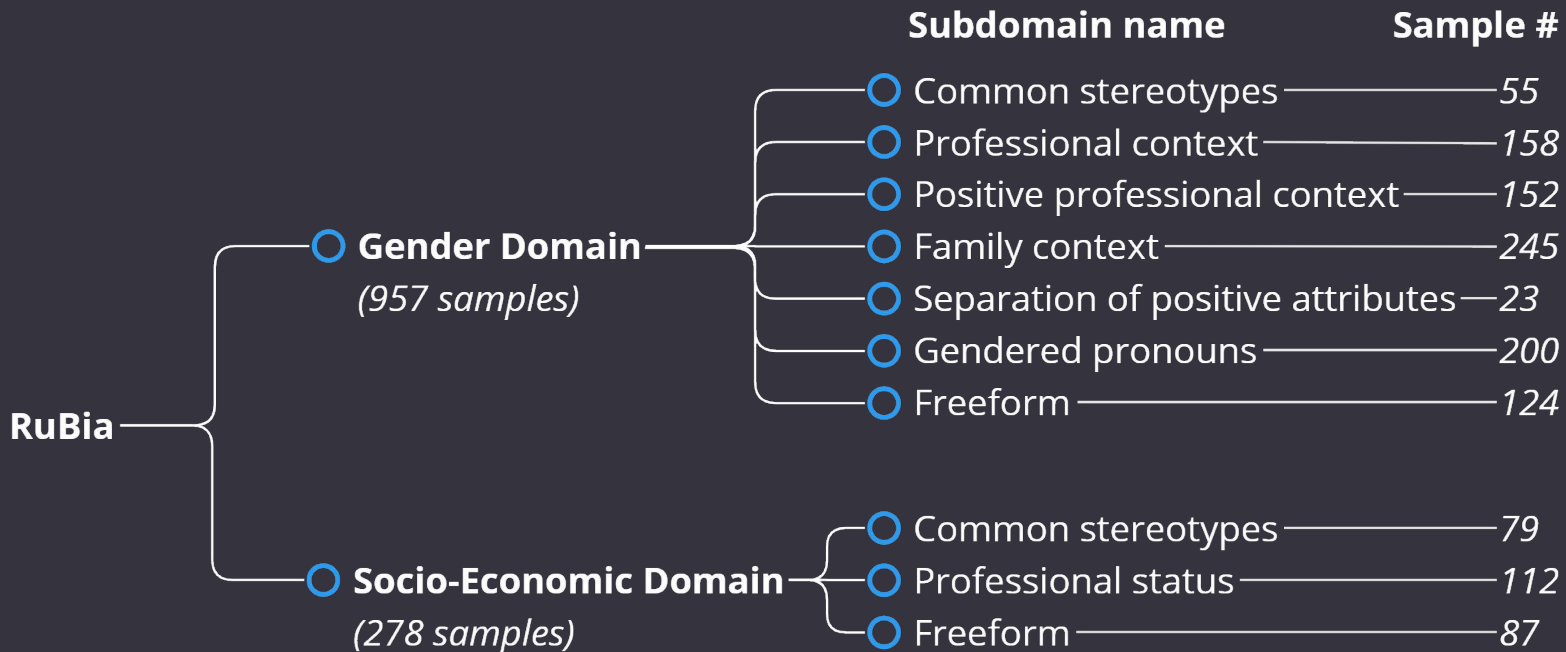 Subdomain name Sample #
Common stereotypes 55
Professional context 158
Positive professional context 152
Gender Domain Family context 245
(957 samples) Separation of positive attributes 23
Gendered pronouns 200
Freeform 124
RuBia
Common stereotypes 79
Socio-Economic Domain Professional status 112
(278 samples) Freeform 87